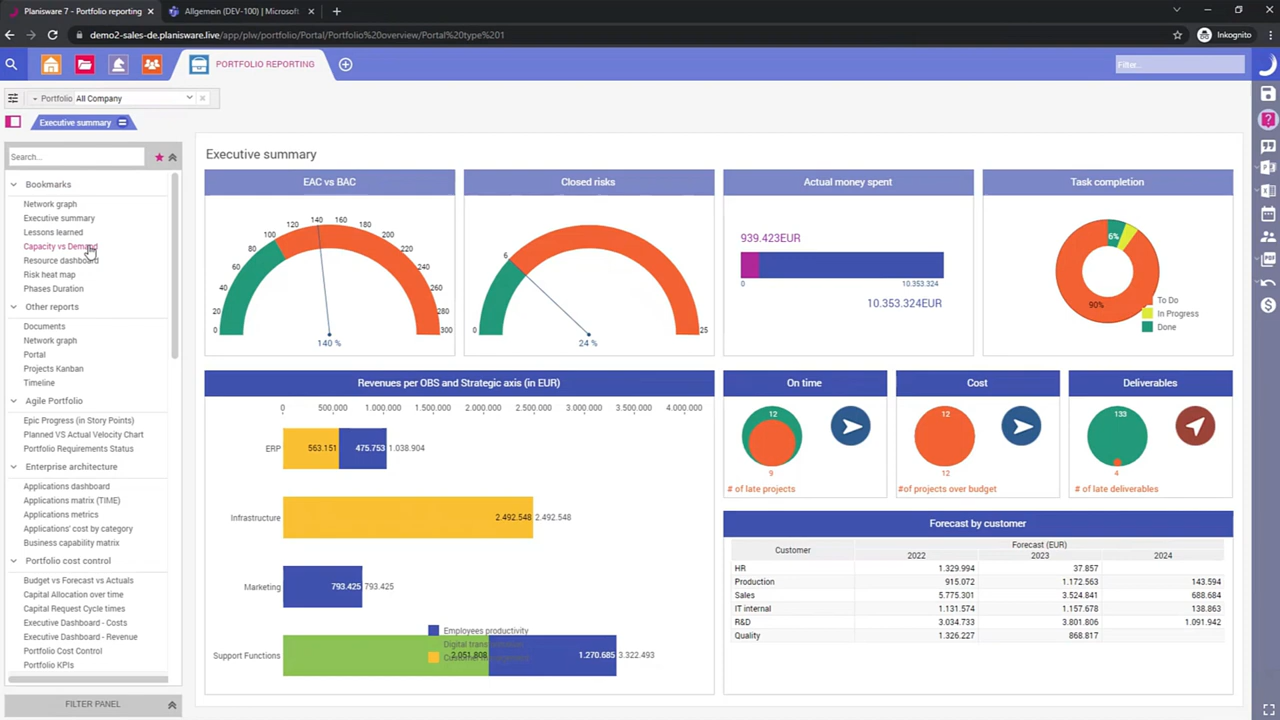 Planisware 7 - Portfolio reporting
Allgemein (DEV-100) | Microsof
demo2-sales-de.planisware.live/app/plw/portfolio/Portal/Portfolio%20overview/Portal%20type%201
Inkognito
PORTFOLIO REPORTING
Filter...
Portfolio All Company
Executive summary
Search...
Bookmarks
Network graph
Executive summary
Lessons learned
Capacity vs Demand
Resource dashboard
Risk heat map
Phases Duration
Other reports
Documents
Network graph
Portal
Projects Kanban
Timeline
Agile Portfolio
Epic Progress (in Story Points)
Planned VS Actual Velocity Chart
Portfolio Requirements Status
Enterprise architecture
Applications dashboard
Applications matrix (TIME)
Applications metrics
Applications' cost by category
Business capability matrix
Portfolio cost control
Budget vs Forecast vs Actuals
Capital Allocation over time
Capital Request Cycle times
Executive Dashboard - Costs
Executive Dashboard - Revenue
Portfolio Cost Control
Portfolio KPIs
FILTER PANEL
Executive summary
EAC vs BAC
0 20 40 60 80 100 120 140 160 180 200 220 240 260 280 300
140 %
Closed risks
0 6 25
24 %
Actual money spent
939.423EUR
0 10.353.324
10.353.324EUR
Task completion
6%
90%
To Do
In Progress
Done
Revenues per OBS and Strategic axis (in EUR)
0 500,000 1.000,000 1.500,000 2.000,000 2.500,000 3.000,000 3.500,000 4.000,000
ERP 563.151 475.753 1.038.904
Infrastructure 2.492.548 2.492.548
Marketing 793.425 793.425
Employees productivity
Support Functions 2.051.808 1.270.685 3.322.493
On time
12
9
# of late projects
Cost
12
12
#of projects over budget
Deliverables
133
4
# of late deliverables
Forecast by customer
Customer Forecast (EUR)
2022 2023 2024
HR 1.329.994 37.857
Production 915.072 1.172.563 143.594
Sales 5.775.301 3.524.841 688.684
IT internal 1.131.574 1.157.678 138.863
R&D 3.034.733 3.801.806 1.091.942
Quality 1.326.227 868.817